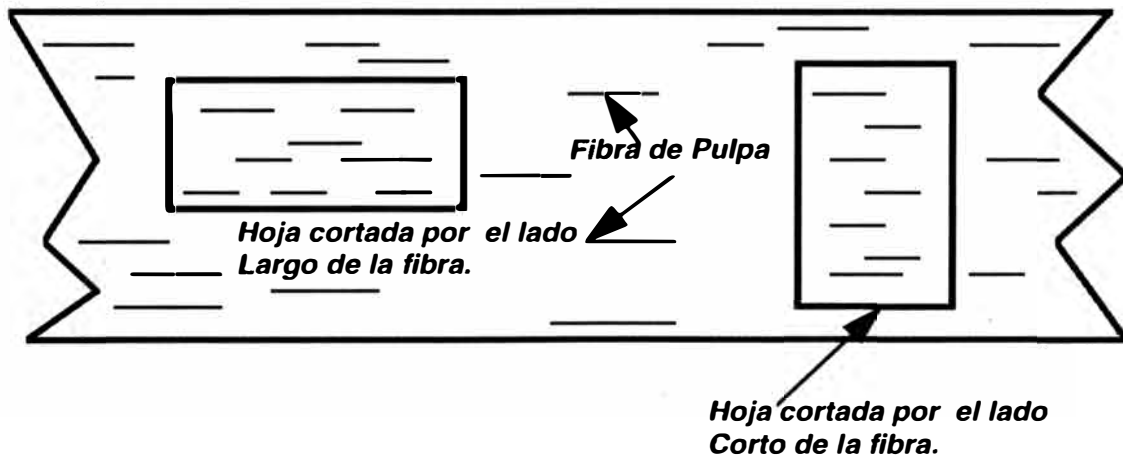 Fibra de Pulpa
Hoja cortada por el lado
Largo de la fibra.
Hoja cortada por el lado
Corto de la fibra.